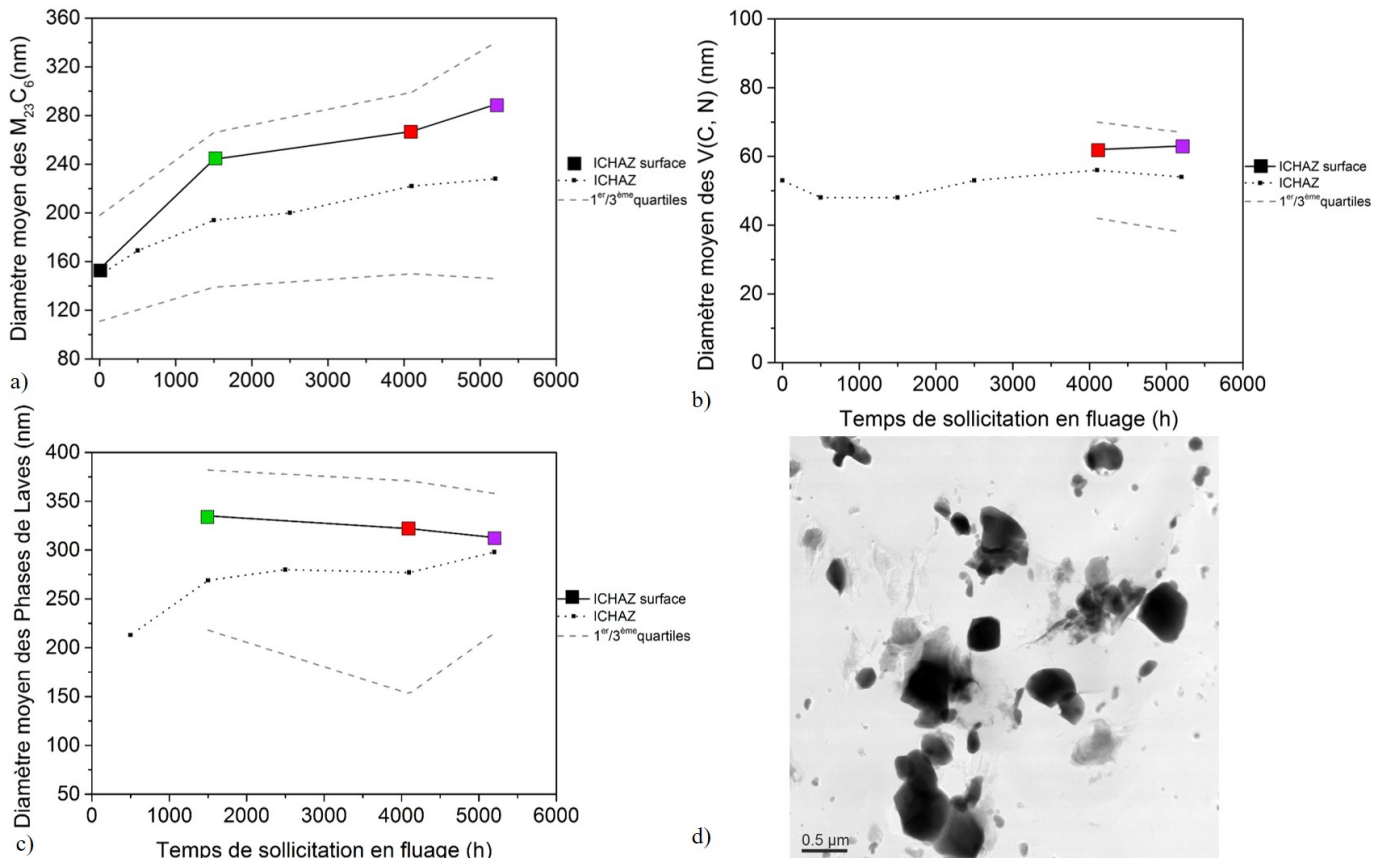 Diamètre moyen des M23C6(nm)
360
320
280
240
200
160
120
80
0 1000 2000 3000 4000 5000 6000
ICHAZ surface
ICHAZ
1er/3ème quartiles
a)
Diamètre moyen des V(C, N) (nm)
100
80
60
40
20
0
0 1000 2000 3000 4000 5000 6000
Temps de sollicitation en fluage (h)
ICHAZ surface
ICHAZ
1er/3ème quartiles
b)
Diamètre moyen des Phases de Laves (nm)
400
350
300
250
200
150
100
50
0 1000 2000 3000 4000 5000 6000
Temps de sollicitation en fluage (h)
ICHAZ surface
ICHAZ
1er/3ème quartiles
c)
0.5 µm
d)